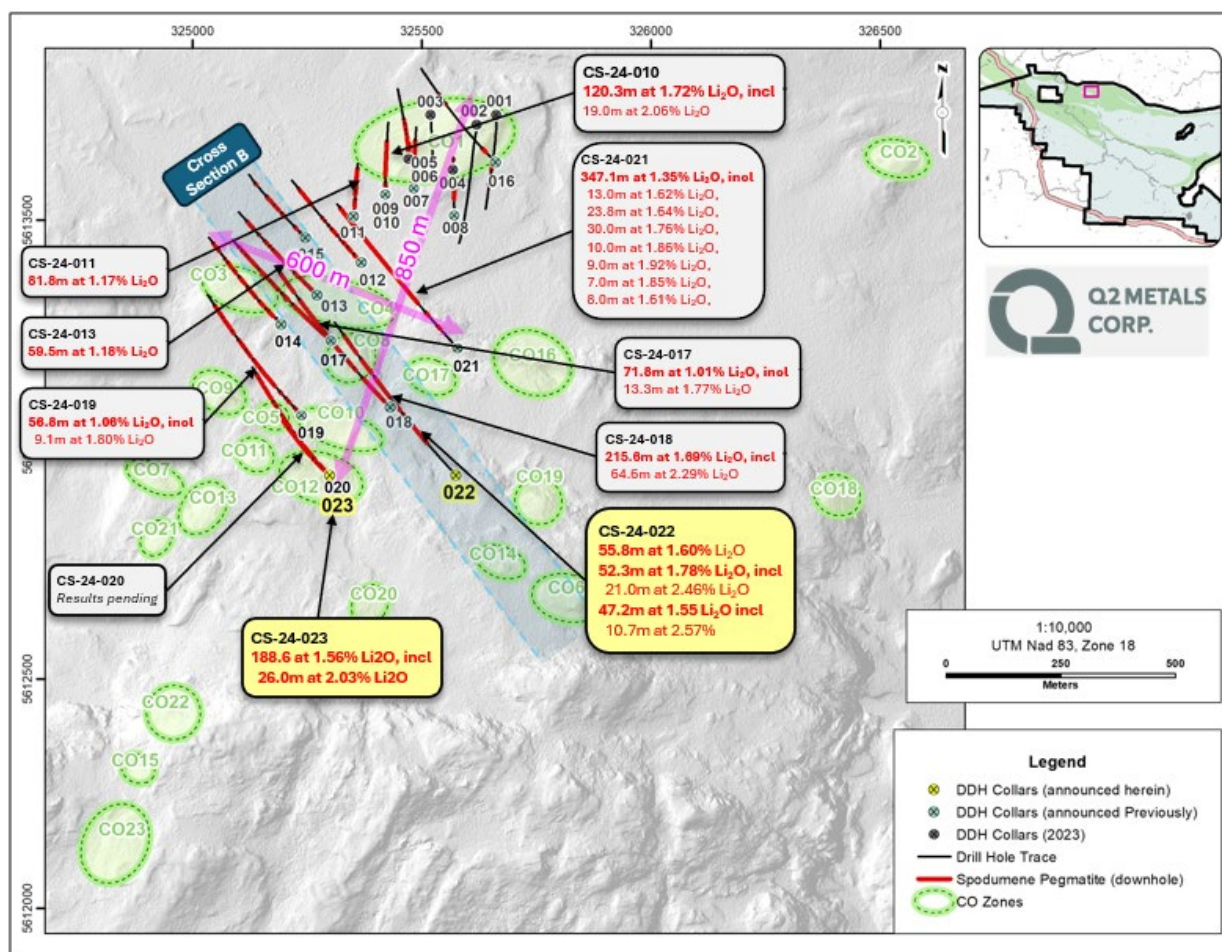 325000
325500
326000
326500
5613500
5612500
5612000
CS-24-010
120.3m at 1.72% Li₂O, incl
19.0m at 2.06% Li₂O
CS-24-021
347.1m at 1.35% Li₂O, inol
13.0m at 1.62% Li₂O,
23.8m at 1.64% Li₂O,
30.0m at 1.76% Li₂O,
10.0m at 1.86% Li₂O,
9.0m at 1.92% Li₂O,
7.0m at 1.85% Li₂O,
8.0m at 1.61% Li₂O,
Cross
Section B
003
001
002
005
006
004
016
009
010
007
008
011
015
012
013
014
017
021
018
019
020
023
022
600 m
850 m
CO2
CO3
CO4
CO8
CO16
CO17
CO9
CO5
CO10
CO11
CO7
CO12
CO13
CO21
CO19
CO18
CO14
CO6
CO20
CO22
CO15
CO23
CS-24-011
81.8m at 1.17% Li₂O
CS-24-013
59.5m at 1.18% Li₂O
CS-24-019
56.8m at 1.06% Li₂O, inol
9.1m at 1.80% Li₂O
CS-24-017
71.8m at 1.01% Li₂O, inol
13.3m at 1.77% Li₂O
CS-24-018
215.6m at 1.69% Li₂O, incl
64.6m at 2.29% Li₂O
CS-24-020
Results pending
CS-24-022
55.8m at 1.60% Li₂O
52.3m at 1.78% Li₂O, incl
21.0m at 2.46% Li₂O
47.2m at 1.55 Li₂O incl
10.7m at 2.57%
CS-24-023
188.6 at 1.56% Li2O, incl
26.0m at 2.03% Li2O
Q2 METALS
CORP.
1:10,000
UTM Nad 83, Zone 18
0 250 500
Meters
Legend
DDH Collars (announced herein)
DDH Collars (announced Previously)
DDH Collars (2023)
Drill Hole Trace
Spodumene Pegmatite (downhole)
CO Zones